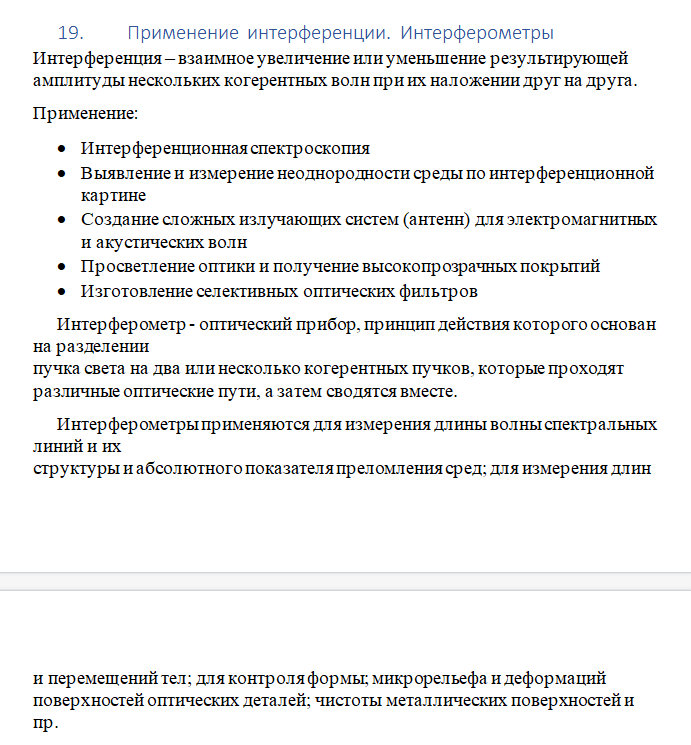 19. Применение интерференции. Интерферометры
Интерференция – взаимное увеличение или уменьшение результирующей
амплитуды нескольких когерентных волн при их наложении друг на друга.
Применение:
• Интерференционная спектроскопия
• Выявление и измерение неоднородности среды по интерференционной
картине
• Создание сложных излучающих систем (антенн) для электромагнитных
и акустических волн
• Просветление оптики и получение высокопрозрачных покрытий
• Изготовление селективных оптических фильтров
Интерферометр - оптический прибор, принцип действия которого основан
на разделении
пучка света на два или несколько когерентных пучков, которые проходят
различные оптические пути, а затем сводятся вместе.
Интерферометры применяются для измерения длины волны спектральных
линий и их
структуры и абсолютного показателя преломления сред; для измерения длин
и перемещений тел; для контроля формы; микрорельефа и деформаций
поверхностей оптических деталей; чистоты металлических поверхностей и
пр.